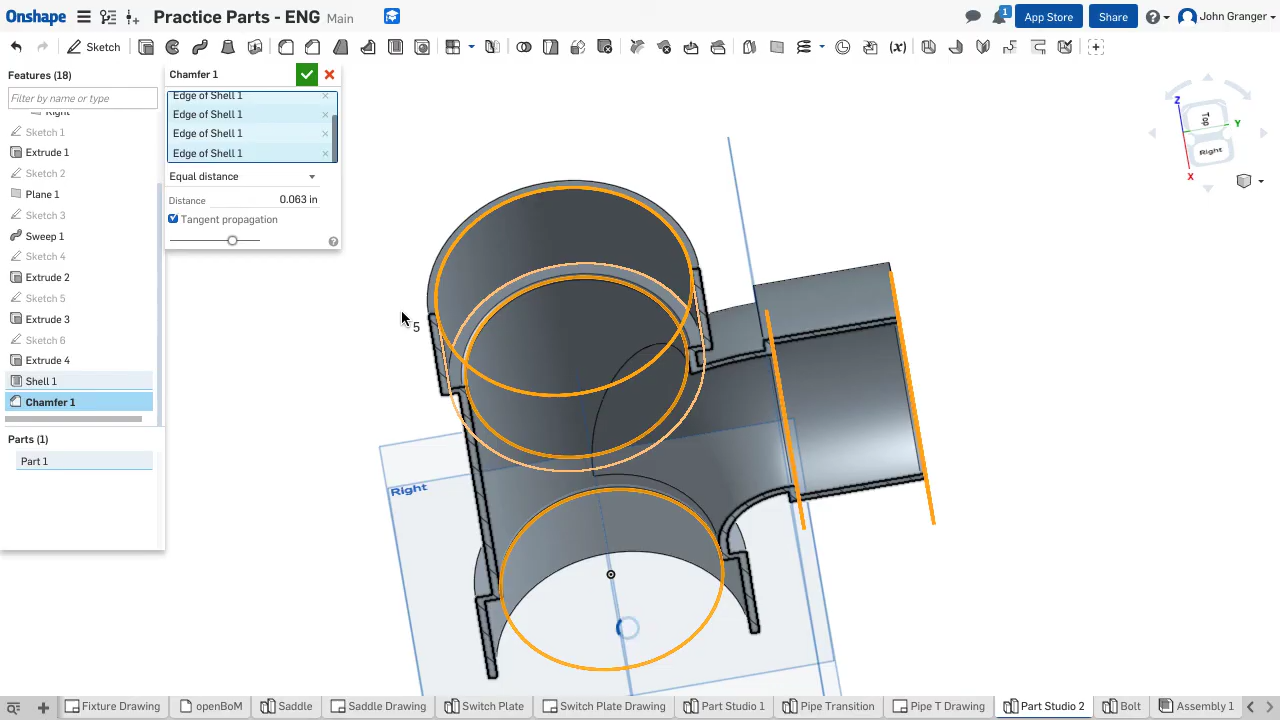 Onshape
Practice Parts - ENG Main
1
App Store
Share
John Granger
Sketch
Features (18)
Filter by name or type
Right
Sketch 1
Extrude 1
Sketch 2
Plane 1
Sketch 3
Sweep 1
Sketch 4
Extrude 2
Sketch 5
Extrude 3
Sketch 6
Extrude 4
Shell 1
Chamfer 1
Parts (1)
Part 1
Chamfer 1
Edge of Shell 1
Edge of Shell 1
Edge of Shell 1
Edge of Shell 1
Equal distance
Distance 0.063 in
Tangent propagation
5
Right
Z
Top
Y
Right
X
Fixture Drawing
openBoM
Saddle
Saddle Drawing
Switch Plate
Switch Plate Drawing
Part Studio 1
Pipe Transition
Pipe T Drawing
Part Studio 2
Bolt
Assembly 1